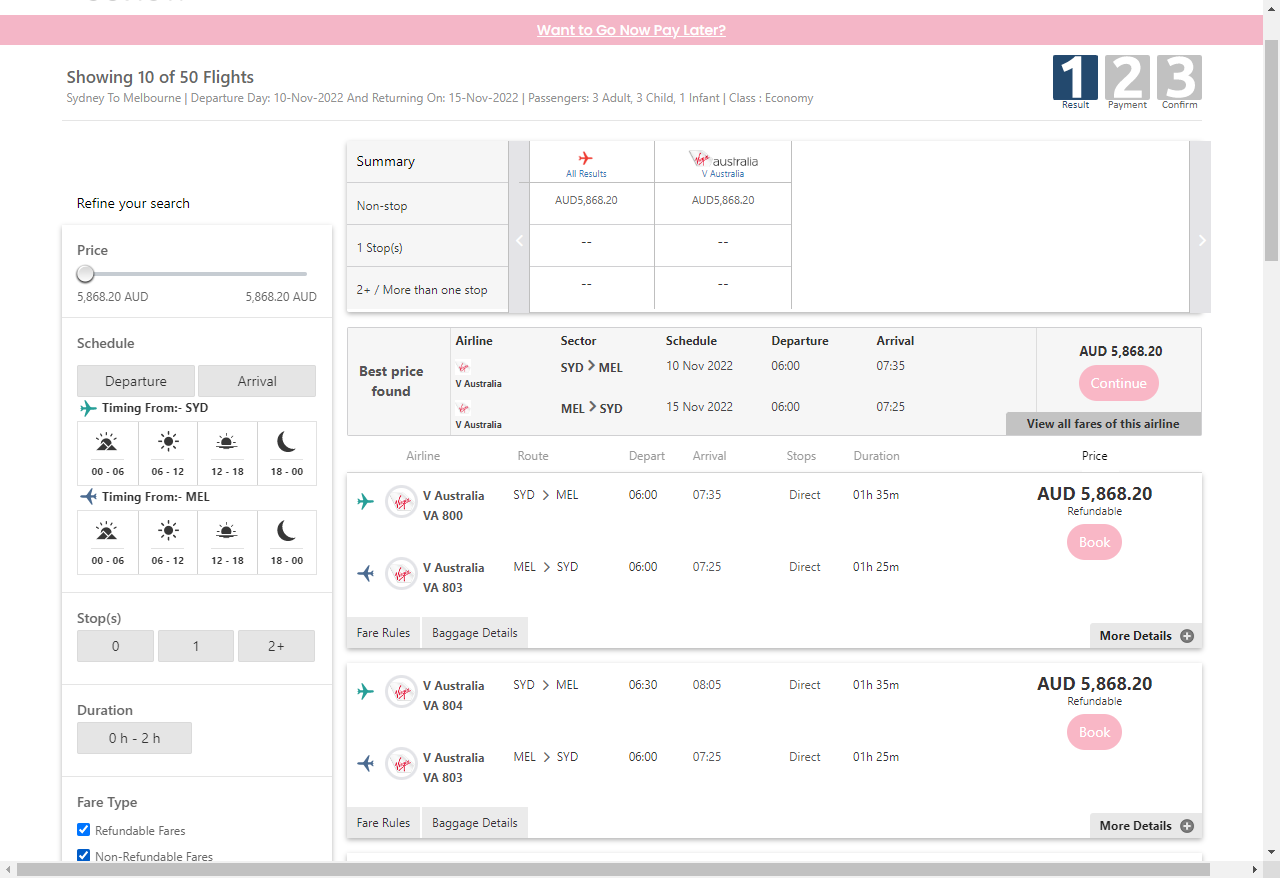 Want to Go Now Pay Later?
Showing 10 of 50 Flights
Sydney To Melbourne | Departure Day: 10-Nov-2022 And Returning On: 15-Nov-2022 | Passengers: 3 Adult, 3 Child, 1 Infant | Class : Economy
1 2 3
Result Payment Confirm
Refine your search
Price
5,868.20 AUD 5,868.20 AUD
Schedule
Departure Arrival
Timing From:- SYD
00 - 06 06 - 12 12 - 18 18 - 00
Timing From:- MEL
00 - 06 06 - 12 12 - 18 18 - 00
Stop(s)
0 1 2+
Duration
0 h - 2 h
Fare Type
Refundable Fares
Non-Refundable Fares
Summary All Results australia V Australia
Non-stop AUD5,868.20 AUD5,868.20
1 Stop(s) -- --
2+ / More than one stop -- --
Best price found
Airline Sector Schedule Departure Arrival
V Australia SYD MEL 10 Nov 2022 06:00 07:35
V Australia MEL SYD 15 Nov 2022 06:00 07:25
AUD 5,868.20
Continue
View all fares of this airline
Airline Route Depart Arrival Stops Duration Price
V Australia SYD MEL 06:00 07:35 Direct 01h 35m AUD 5,868.20
VA 800 Refundable
Book
V Australia MEL SYD 06:00 07:25 Direct 01h 25m
VA 803
Fare Rules Baggage Details More Details
V Australia SYD MEL 06:30 08:05 Direct 01h 35m AUD 5,868.20
VA 804 Refundable
Book
V Australia MEL SYD 06:00 07:25 Direct 01h 25m
VA 803
Fare Rules Baggage Details More Details